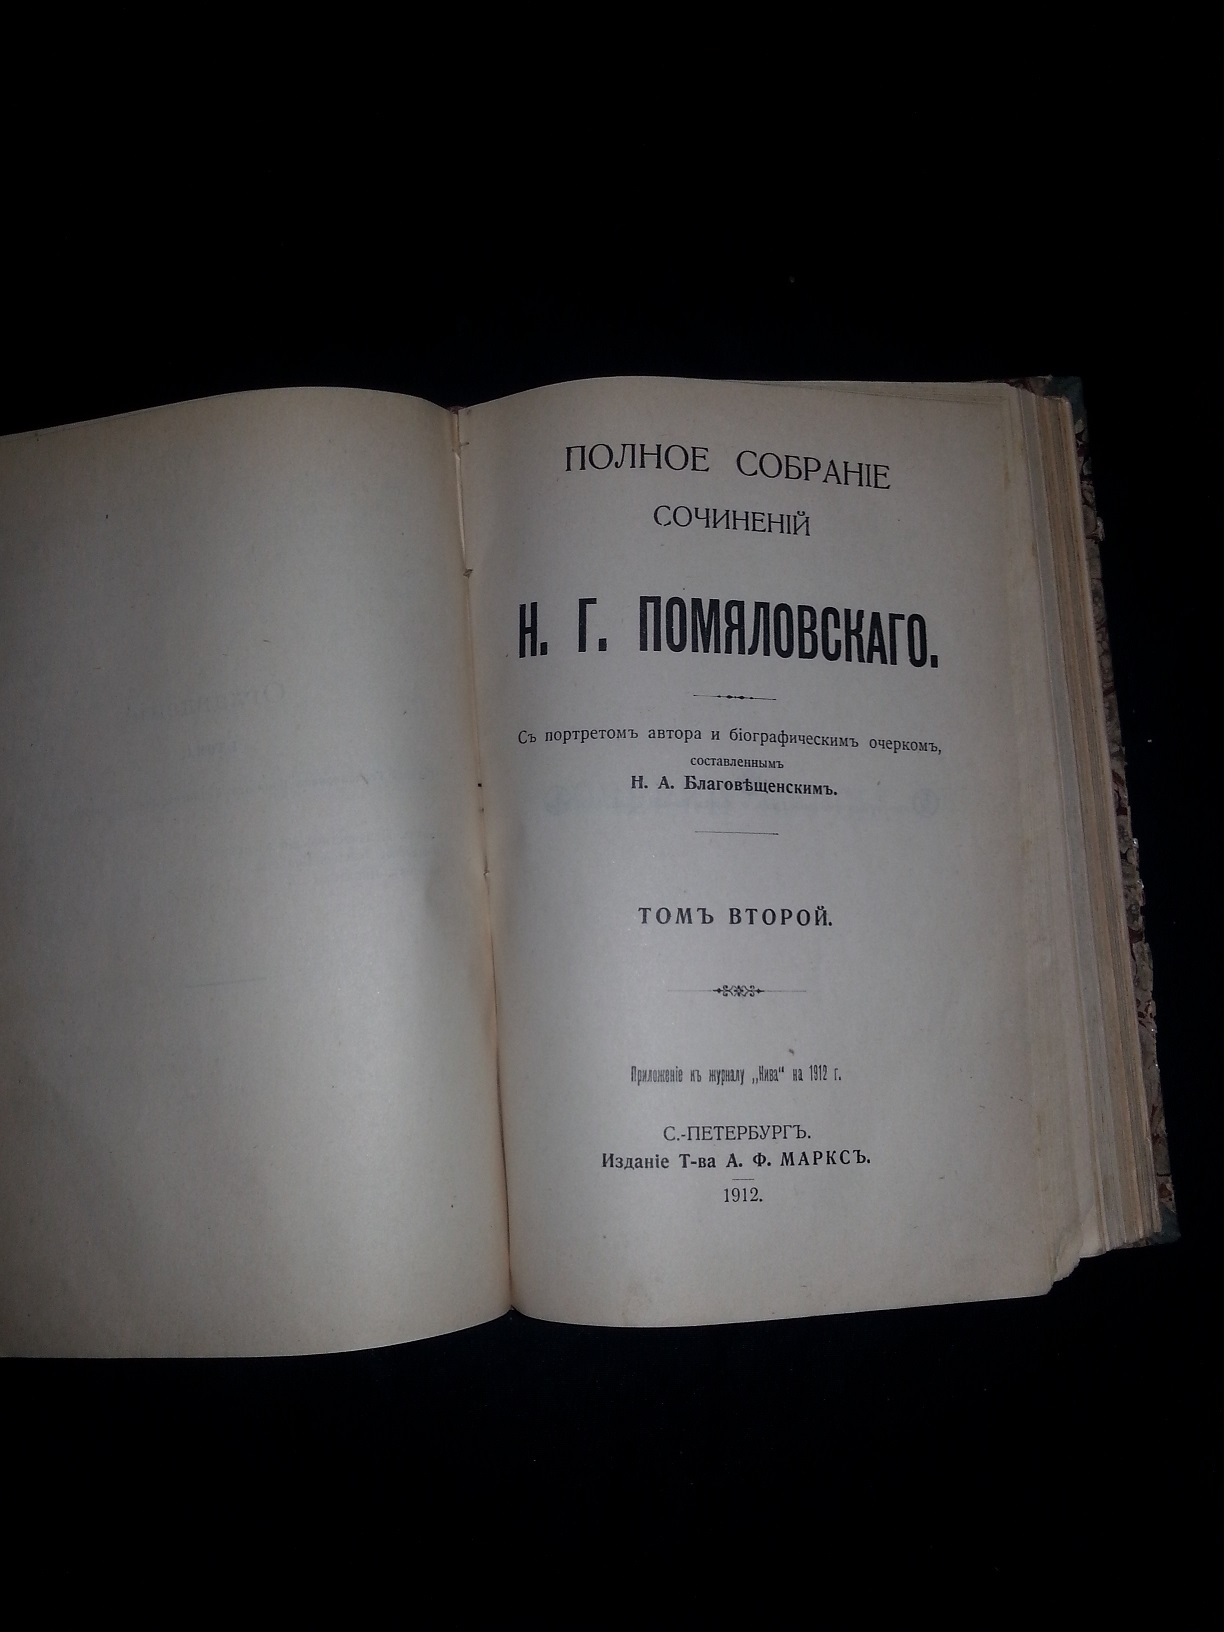 ПОЛНОЕ СОБРАНІЕ
СОЧИНЕНІЙ
Н. Г. ПОМЯЛОВСКАГО.
Съ портретомъ автора и біографическимъ очеркомъ,
составленнымъ
Н. А. Благовѣщенскимъ.
ТОМЪ ВТОРОЙ.
Приложеніе къ журналу „Нива“ на 1912 г.
С.-ПЕТЕРБУРГЪ.
Изданіе Т-ва А. Ф. МАРКСЪ.
1912.